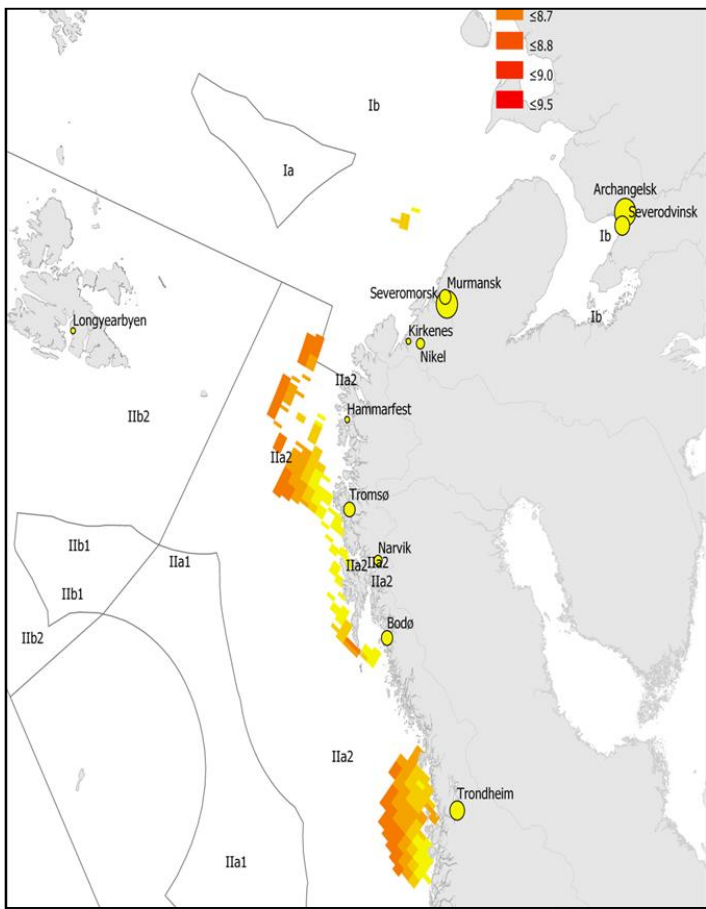 ≤8.7
≤8.8
≤9.0
≤9.5
Ib
Ia
Archangelsk
Severodvinsk
Ib
Murmansk
Severomorsk
Ib
Longyearbyen
Kirkenes
Nikel
IIa2
Hammarfest
IIb2
IIa2
Tromsø
IIb1
Narvik
IIa1
IIa2
IIa2
IIa2
IIb1
Bodø
IIb2
IIa2
Trondheim
IIa1